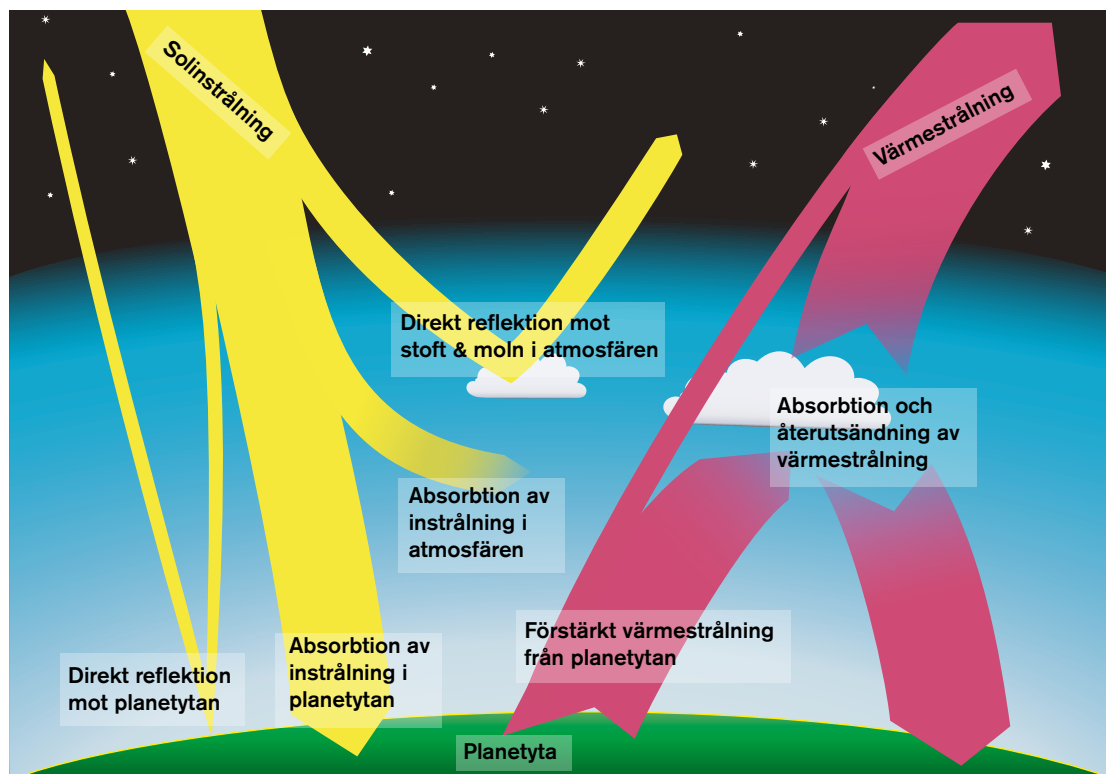 Solinstrålning
Värmestrålning
Direkt reflektion mot
stoft & moln i atmosfären
Absorbtion och
återutsändning av
värmestrålning
Absorbtion av
instrålning i
atmosfären
Förstärkt värmestrålning
från planetytan
Absorbtion av
instrålning i
planetytan
Direkt reflektion
mot planetytan
Planetyta